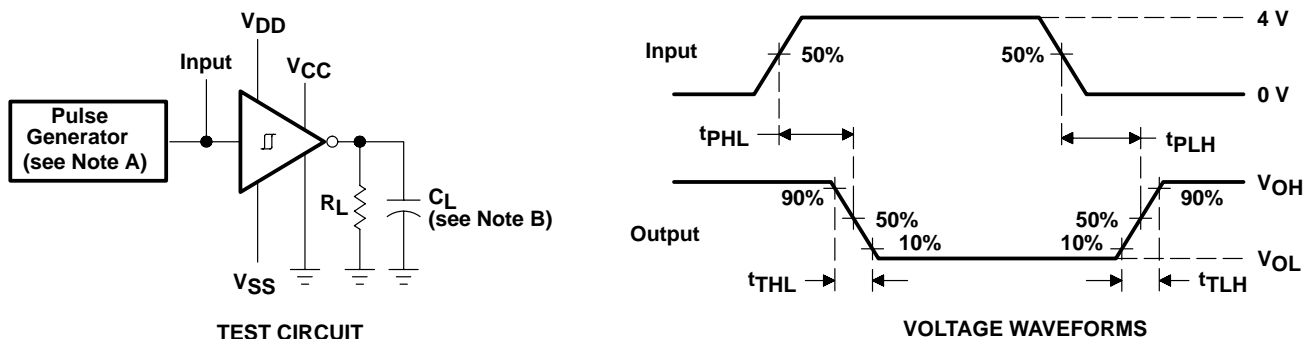 VDD
Input
VCC
Pulse
Generator
(see Note A)
RL
CL
(see Note B)
VSS
TEST CIRCUIT
4 V
Input
50%
50%
0 V
tPHL
tPLH
VOH
90%
90%
50%
50%
Output
10%
10%
VOL
tTHL
tTLH
VOLTAGE WAVEFORMS